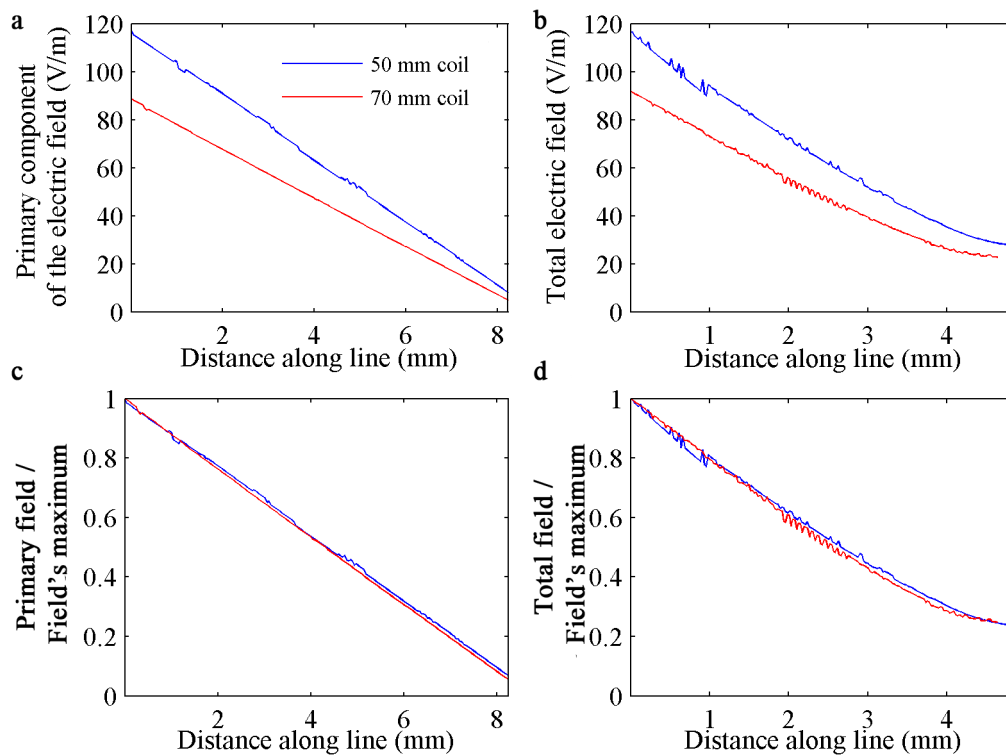 a
Primary component
of the electric field (V/m)
120
100
80
60
40
20
0
50 mm coil
70 mm coil
2
4
6
8
Distance along line (mm)
b
Total electric field (V/m)
120
100
80
60
40
20
0
1
2
3
4
Distance along line (mm)
c
Primary field /
Field's maximum
1
0.8
0.6
0.4
0.2
0
0
2
4
6
8
Distance along line (mm)
d
Total field /
Field's maximum
1
0.8
0.6
0.4
0.2
0
1
2
3
4
Distance along line (mm)